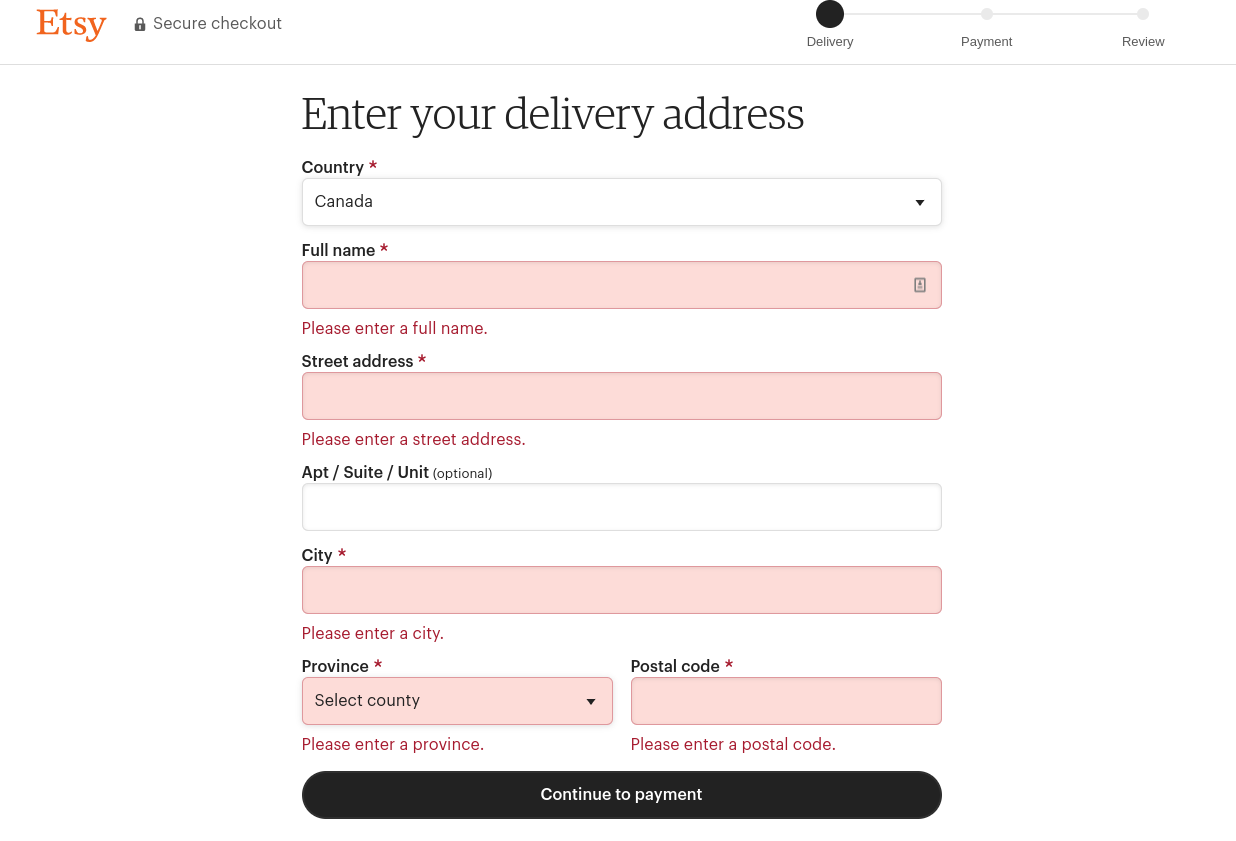 Etsy
Secure checkout
Delivery
Payment
Review
Enter your delivery address
Country *
Canada
Full name *
Please enter a full name.
Street address *
Please enter a street address.
Apt / Suite / Unit (optional)
City *
Please enter a city.
Province *
Postal code *
Select county
Please enter a province.
Please enter a postal code.
Continue to payment